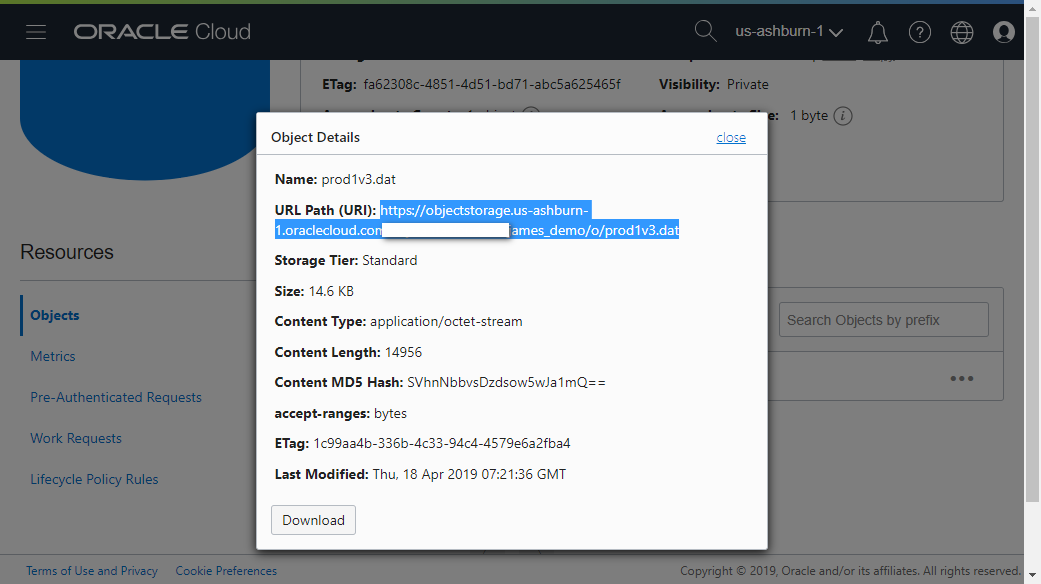 ORACLE Cloud
us-ashburn-1
ETag: fa62308c-4851-4d51-bd71-abc5a625465f
Visibility: Private
1 byte
Object Details
close
Name: prod1v3.dat
URL Path (URI): https://objectstorage.us-ashburn-
1.oraclecloud.com ames_demo/o/prod1v3.dat
Storage Tier: Standard
Resources
Size: 14.6 KB
Objects
Search Objects by prefix
Content Type: application/octet-stream
Metrics
Content Length: 14956
Content MD5 Hash: SVhnNbbvsDzdsow5wJa1mQ==
Pre-Authenticated Requests
accept-ranges: bytes
Work Requests
ETag: 1c99aa4b-336b-4c33-94c4-4579e6a2fba4
Lifecycle Policy Rules
Last Modified: Thu, 18 Apr 2019 07:21:36 GMT
Download
Terms of Use and Privacy
Cookie Preferences
Copyright © 2019, Oracle and/or its affiliates. All rights reserved.